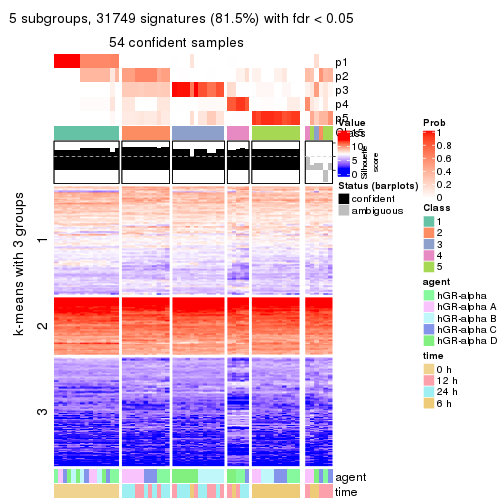 5 subgroups, 31749 signatures (81.5%) with fdr < 0.05
54 confident samples
p1
p2
p3
p4
p5
Class
Silhouette
score
k-means with 3 groups
1
2
3
agent
time
Value
15
10
5
0
Status (barplots)
confident
ambiguous
Prob
1
0.8
0.6
0.4
0.2
0
Class
1
2
3
4
5
agent
hGR-alpha
hGR-alpha A
hGR-alpha B
hGR-alpha C
hGR-alpha D
time
0 h
12 h
24 h
6 h